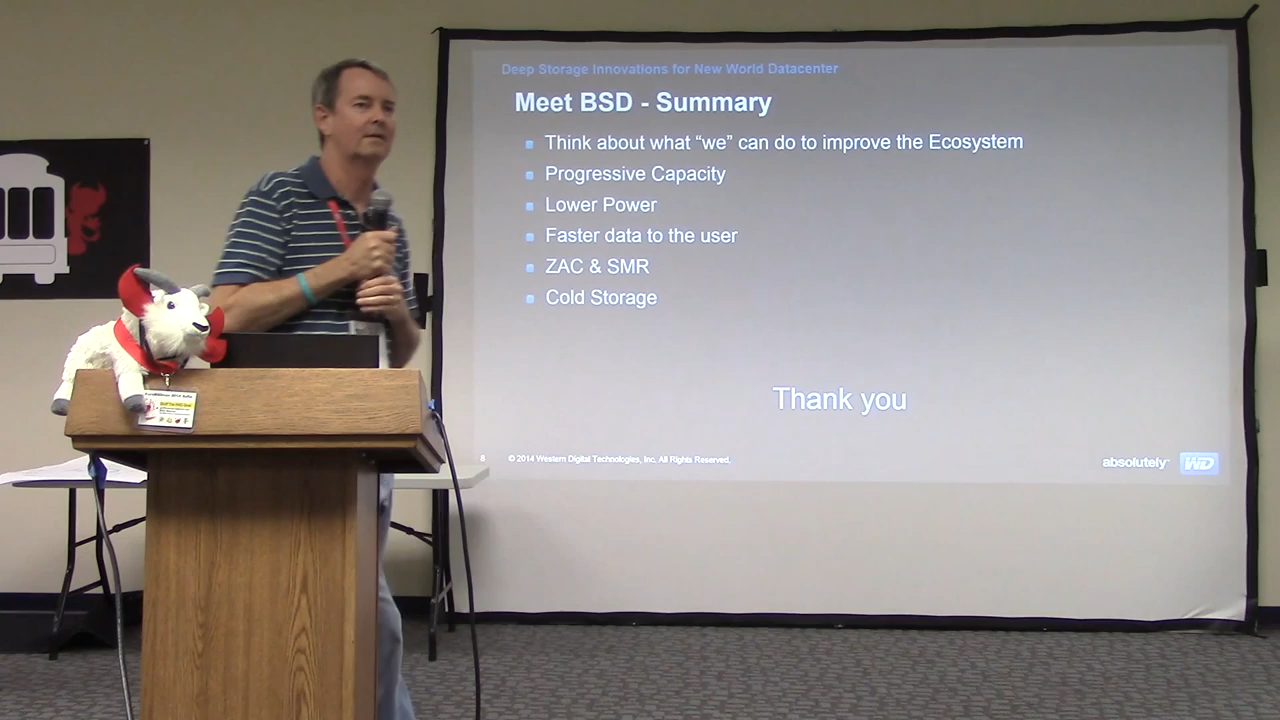 Deep Storage Innovations for New World Datacenter
Meet BSD - Summary
Think about what “we” can do to improve the Ecosystem
Progressive Capacity
Lower Power
Faster data to the user
ZAC & SMR
Cold Storage
Thank you
8 © 2014 Western Digital Technologies, Inc. All Rights Reserved.
absolutely™ WD